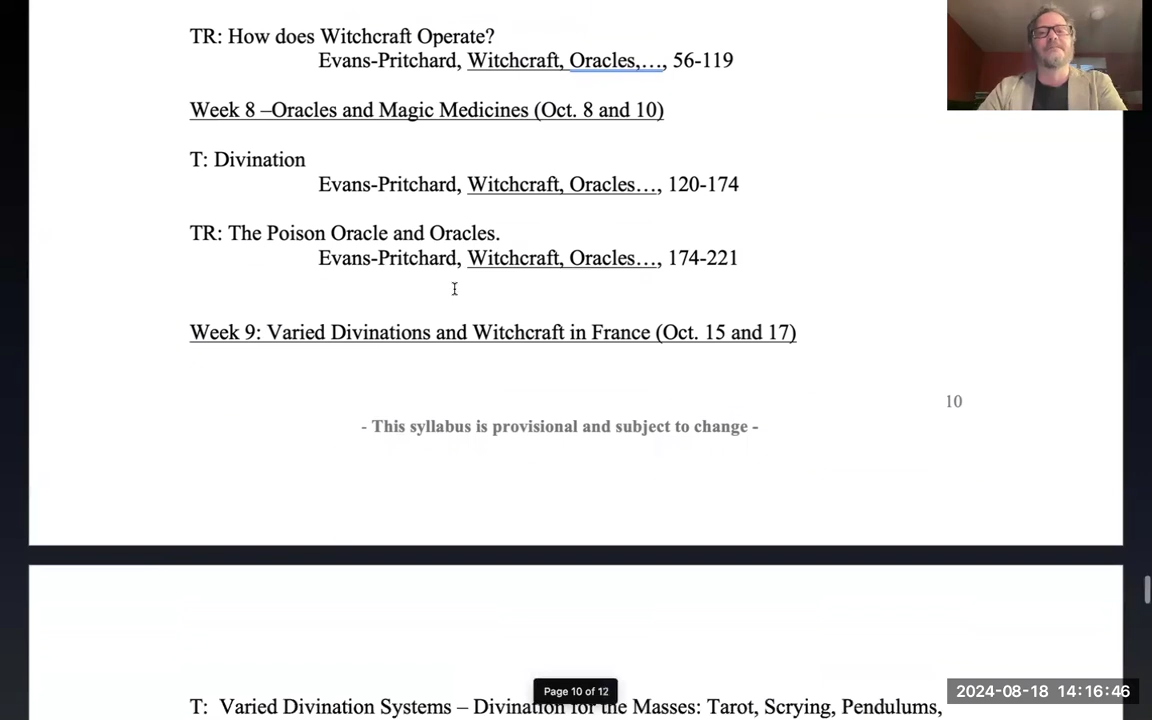 TR: How does Witchcraft Operate?
Evans-Pritchard, Witchcraft, Oracles,…, 56-119
Week 8 –Oracles and Magic Medicines (Oct. 8 and 10)
T: Divination
Evans-Pritchard, Witchcraft, Oracles…, 120-174
TR: The Poison Oracle and Oracles.
Evans-Pritchard, Witchcraft, Oracles…, 174-221
Week 9: Varied Divinations and Witchcraft in France (Oct. 15 and 17)
10
- This syllabus is provisional and subject to change -
T:  Varied Divination Systems – Divination for the Masses: Tarot, Scrying, Pendulums,
Page 10 of 12
2024-08-18 14:16:46